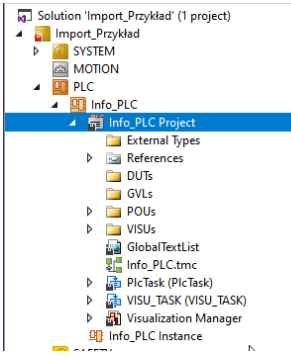 Solution 'Import_Przykład' (1 project)
Import_Przykład
SYSTEM
MOTION
PLC
Info_PLC
Info_PLC Project
External Types
References
DUTs
GVLs
POUs
VISUs
GlobalTextList
Info_PLC.tmc
PlcTask (PlcTask)
VISU_TASK (VISU_TASK)
Visualization Manager
Info_PLC Instance
SAFETY